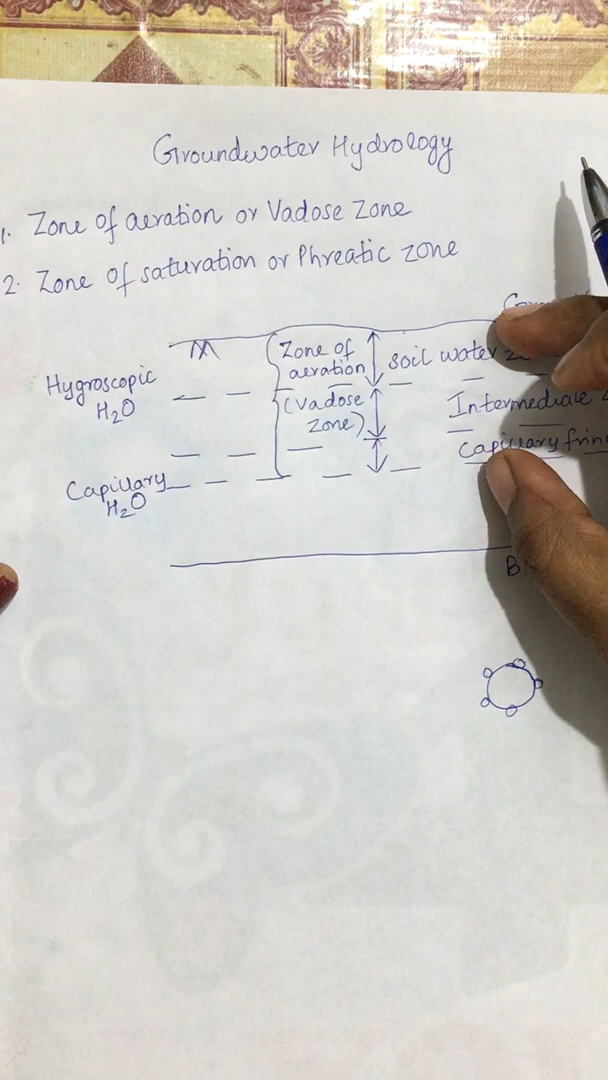 Groundwater Hydrology
1. Zone of aeration or Vadose Zone
2. Zone of saturation or Phreatic zone
Zone of aeration
soil water
Hygroscopic H2O
(Vadose Zone)
Intermediate
Capillary
Capillary H2O